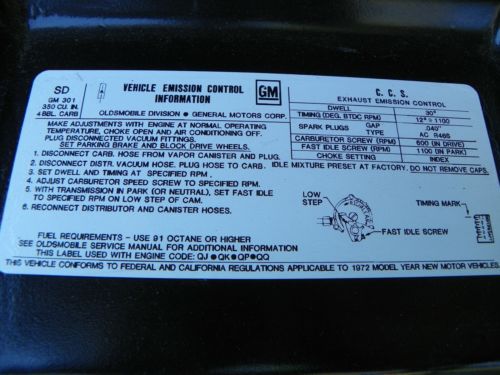 SD
GM 301
350 CU. IN.
4 BBL. CARB
VEHICLE EMISSION CONTROL
INFORMATION
GM
OLDSMOBILE DIVISION ● GENERAL MOTORS CORP.
C. C. S.
EXHAUST EMISSION CONTROL
DWELL 30°
TIMING (DEG. BTDC RPM) 12° @ 1100
SPARK PLUGS GAP .040"
TYPE AC R46S
CARBURETOR SCREW (RPM) 600 (IN DRIVE)
FAST IDLE SCREW (RPM) 1100 (IN PARK)
CHOKE SETTING INDEX
MAKE ADJUSTMENTS WITH ENGINE AT NORMAL OPERATING
TEMPERATURE, CHOKE OPEN AND AIR CONDITIONING OFF.
PLUG DISCONNECTED VACUUM FITTINGS.
SET PARKING BRAKE AND BLOCK DRIVE WHEELS.
1. DISCONNECT CARB. HOSE FROM VAPOR CANISTER AND PLUG.
2. DISCONNECT DISTR. VACUUM HOSE. PLUG HOSE TO CARB. IDLE MIXTURE PRESET AT FACTORY. DO NOT REMOVE CAPS.
3. SET DWELL AND TIMING AT SPECIFIED RPM.
4. ADJUST CARBURETOR SPEED SCREW TO SPECIFIED RPM.
5. WITH TRANSMISSION IN PARK (OR NEUTRAL), SET FAST IDLE
TO SPECIFIED RPM ON LOW STEP OF CAM.
6. RECONNECT DISTRIBUTOR AND CANISTER HOSES.
LOW
STEP
TIMING MARK
FAST IDLE SCREW
FUEL REQUIREMENTS - USE 91 OCTANE OR HIGHER
SEE OLDSMOBILE SERVICE MANUAL FOR ADDITIONAL INFORMATION
THIS LABEL USED WITH ENGINE CODE: QJ●QK●QP●QQ
THIS VEHICLE CONFORMS TO FEDERAL AND CALIFORNIA REGULATIONS APPLICABLE TO 1972 MODEL YEAR NEW MOTOR VEHICLES.